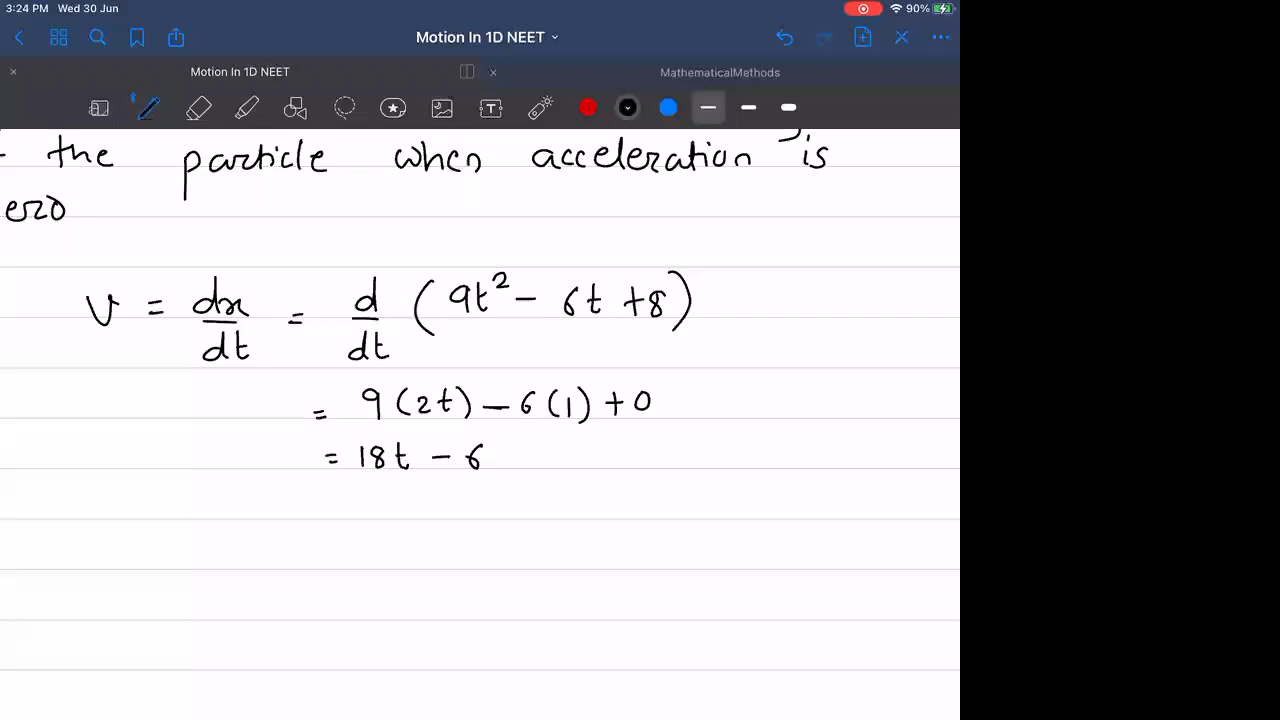 3:24 PM Wed 30 Jun 90%
Motion In 1D NEET
Motion In 1D NEET MathematicalMethods
the particle when acceleration is
ero
v = dx/dt = d/dt (9t² - 6t + 8)
= 9(2t) - 6(1) + 0
= 18t - 6